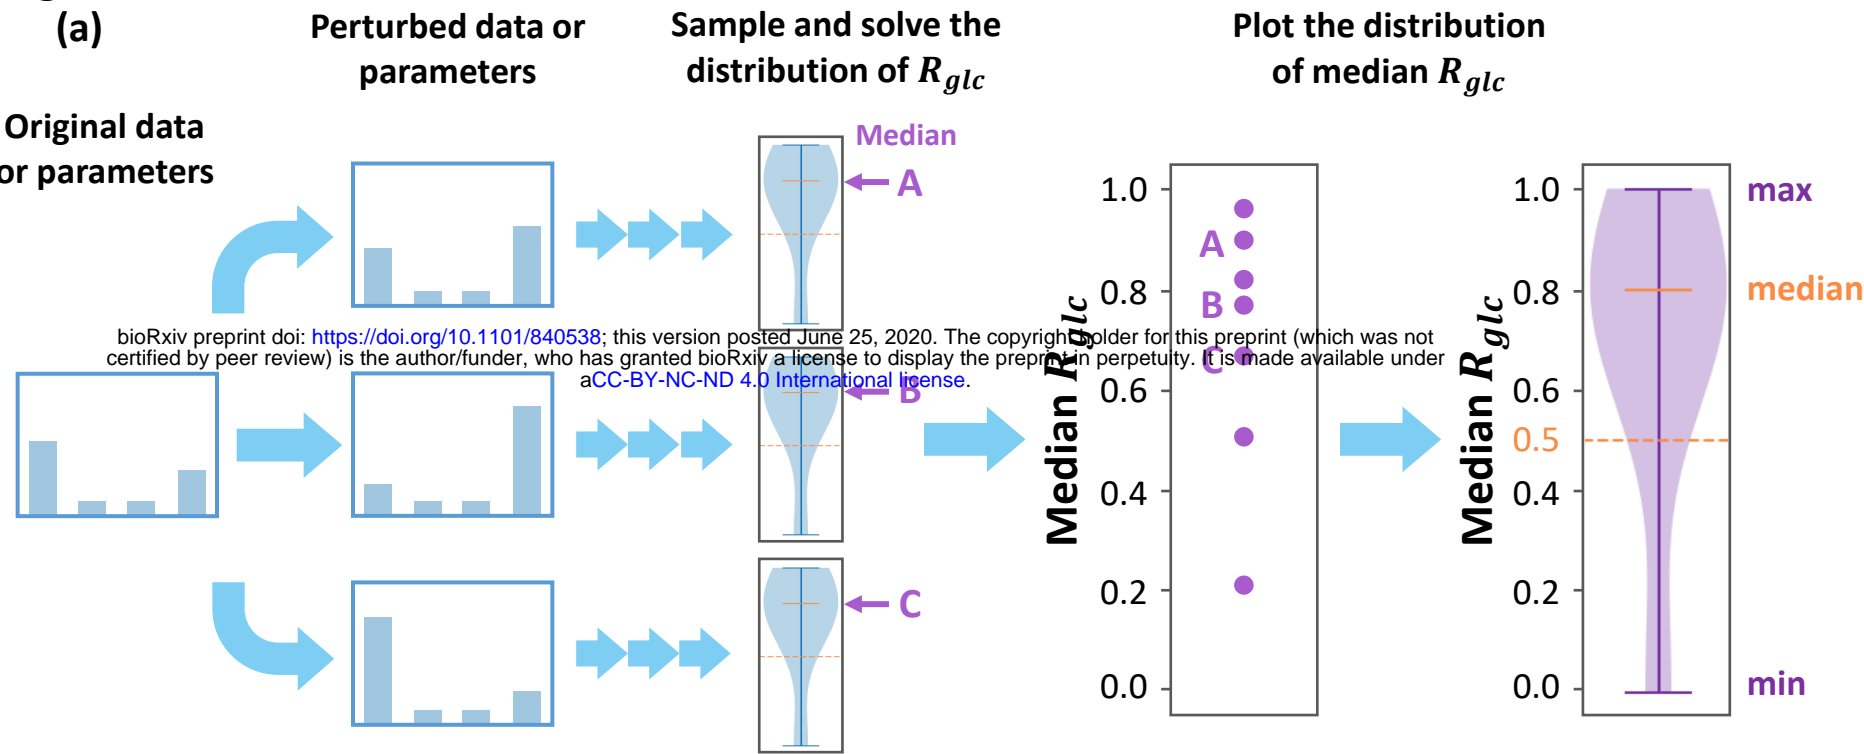 (a)
Perturbed data or
parameters
Sample and solve the
distribution of R_glc
Plot the distribution
of median R_glc
Original data
or parameters
Median
A
B
C
bioRxiv preprint doi: https://doi.org/10.1101/840538; this version posted June 25, 2020. The copyright holder for this preprint (which was not
certified by peer review) is the author/funder, who has granted bioRxiv a license to display the preprint in perpetuity. It is made available under
aCC-BY-NC-ND 4.0 International license.
Median R_glc
1.0
0.8
0.6
0.4
0.2
0.0
A
B
C
Median R_glc
1.0
0.8
0.6
0.5
0.4
0.2
0.0
max
median
min